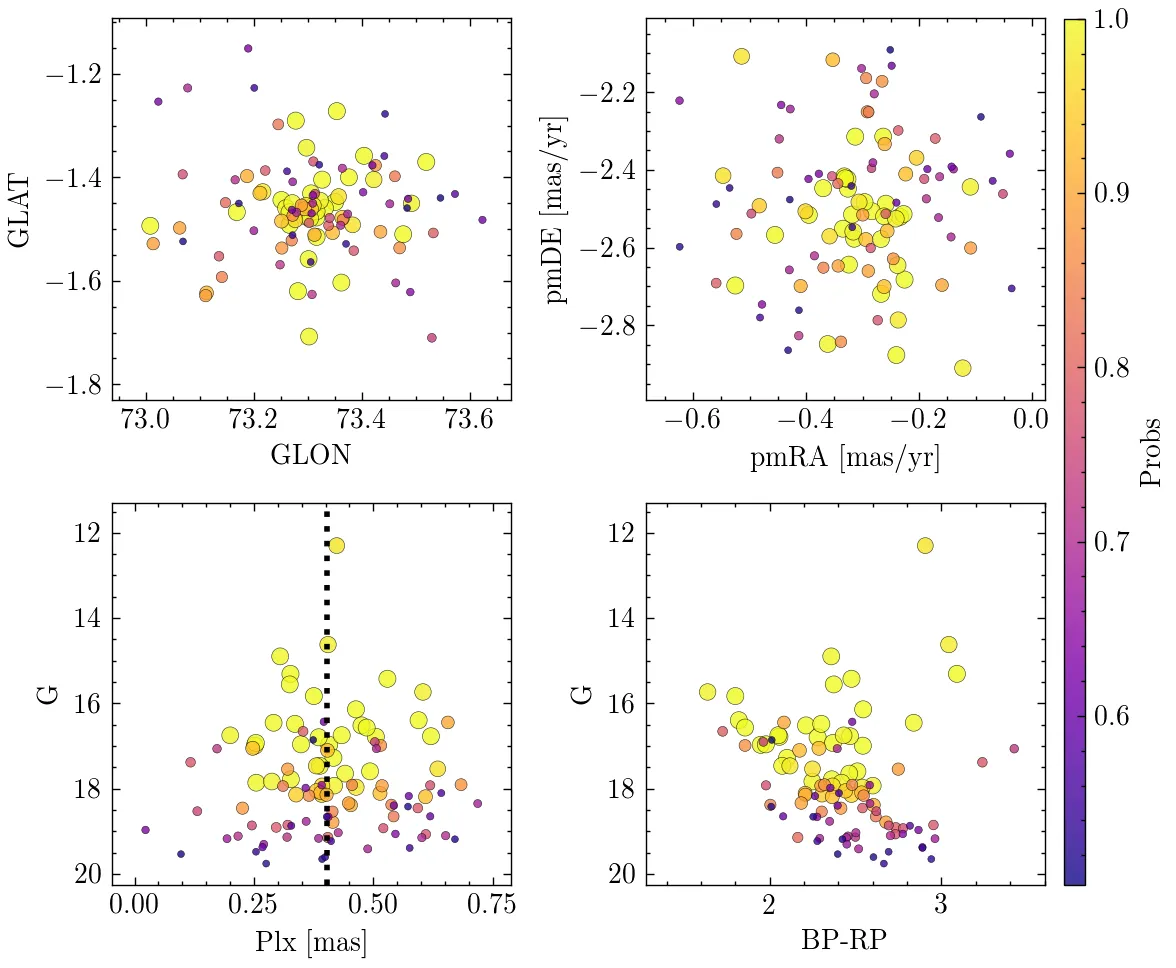 −1.2
−1.4
−1.6
−1.8
GLAT
73.0 73.2 73.4 73.6
GLON
−2.2
−2.4
−2.6
−2.8
pmDE [mas/yr]
−0.6 −0.4 −0.2 0.0
pmRA [mas/yr]
12
14
16
18
20
G
0.00 0.25 0.50 0.75
Plx [mas]
12
14
16
18
20
G
2 3
BP-RP
1.0
0.9
0.8
0.7
0.6
Probs